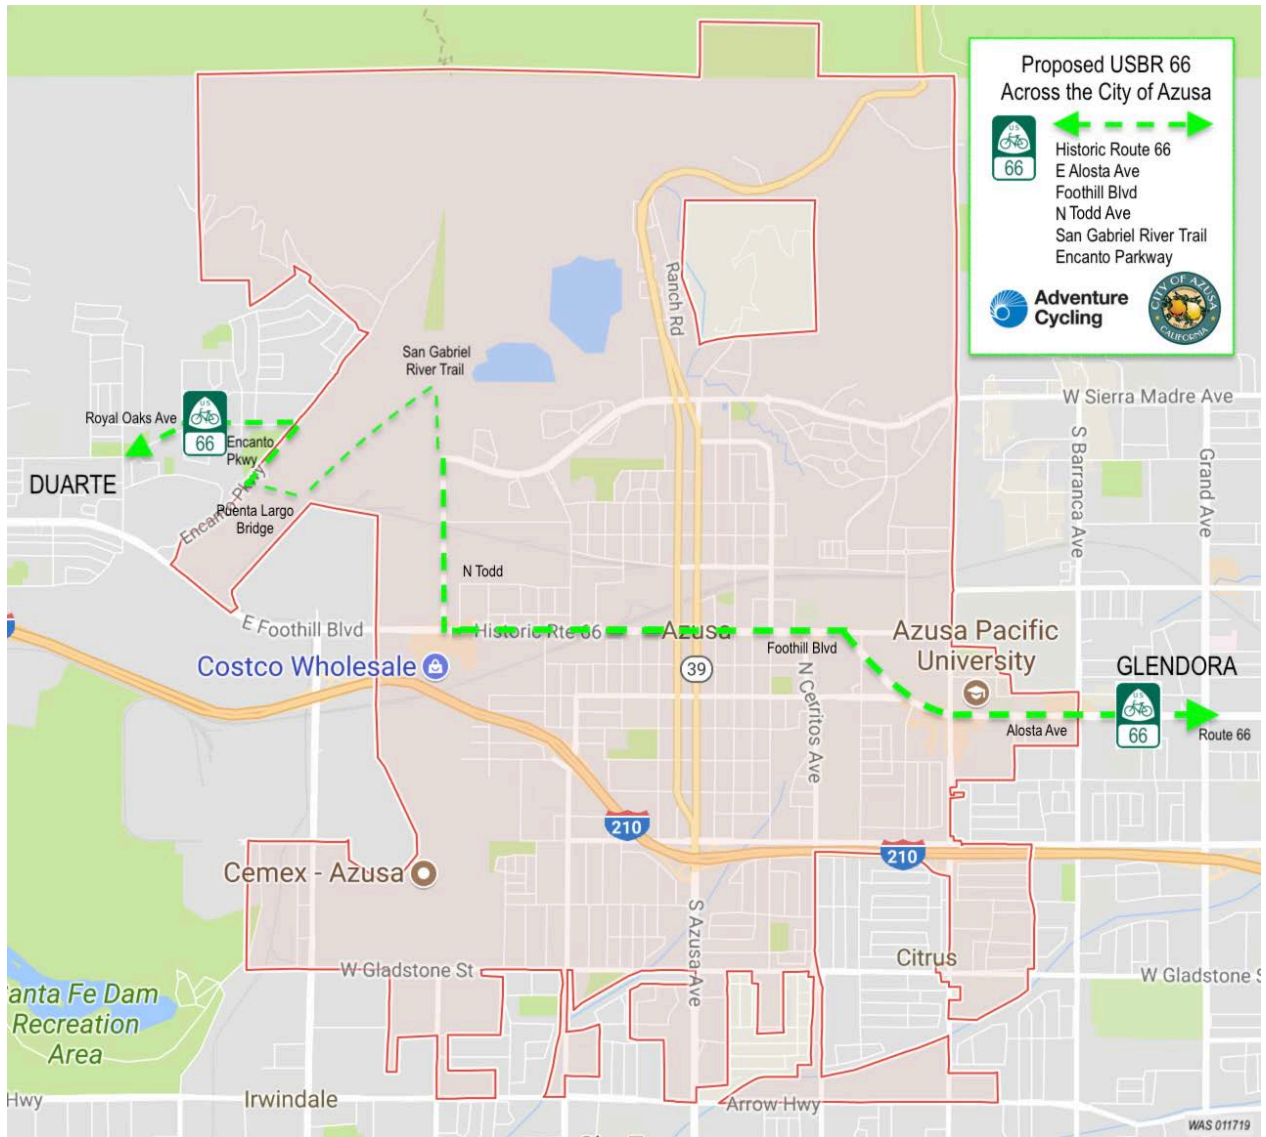 Proposed USBR 66
Across the City of Azusa
US
66
Historic Route 66
E Alosta Ave
Foothill Blvd
N Todd Ave
San Gabriel River Trail
Encanto Parkway
Adventure
Cycling
CITY OF AZUSA
CALIFORNIA
Ranch Rd
San Gabriel
River Trail
W Sierra Madre Ave
Royal Oaks Ave
US
66
Encanto
Pkwy
S Barranca Ave
Grand Ave
DUARTE
Encanto Pkwy
Puenta Largo
Bridge
N Todd
E Foothill Blvd
Historic Rte 66
Azusa
Foothill Blvd
Azusa Pacific
University
Costco Wholesale
39
N Cerritos Ave
GLENDORA
US
66
Alosta Ave
Route 66
210
210
Cemex - Azusa
S Azusa Ave
Citrus
W Gladstone St
W Gladstone S
anta Fe Dam
Recreation
Area
Hwy
Irwindale
Arrow Hwy
WAS 011719